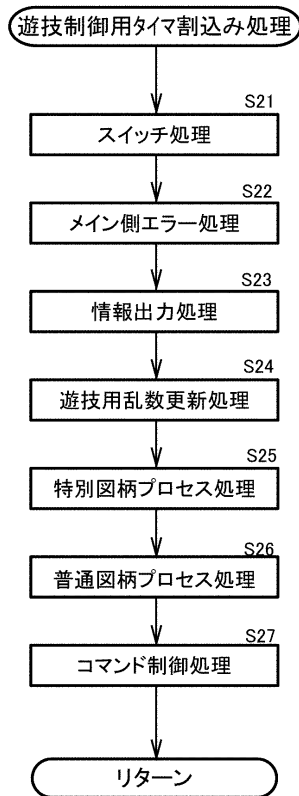 遊技制御用タイマ割込み処理
S21
スイッチ処理
S22
メイン側エラー処理
S23
情報出力処理
S24
遊技用乱数更新処理
S25
特別図柄プロセス処理
S26
普通図柄プロセス処理
S27
コマンド制御処理
リターン